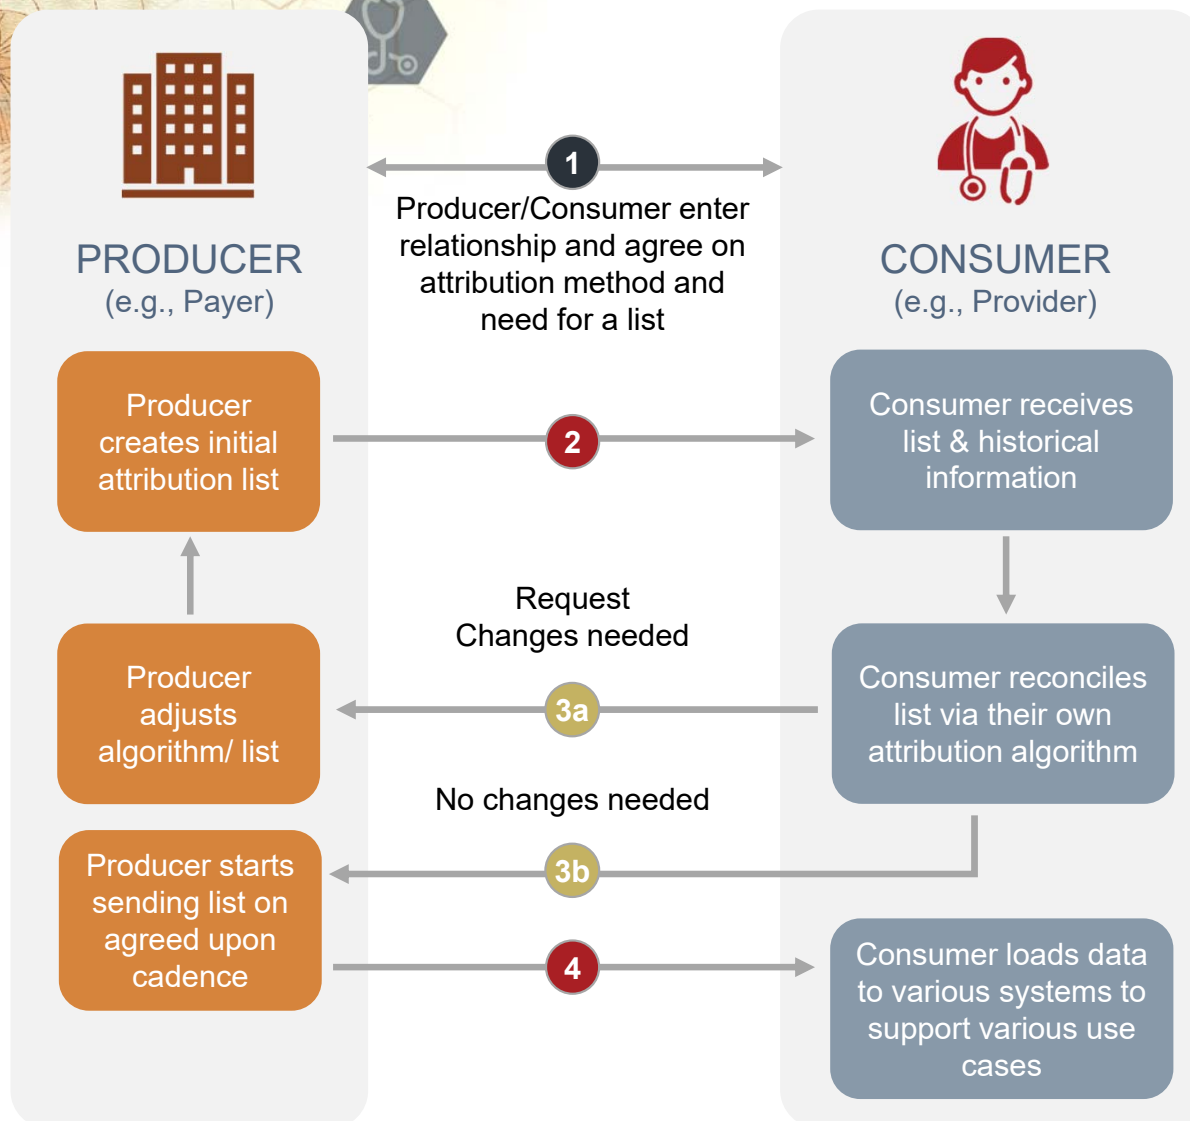 1
Producer/Consumer enter
relationship and agree on
attribution method and
need for a list
PRODUCER
(e.g., Payer)
CONSUMER
(e.g., Provider)
Producer
creates initial
attribution list
2
Consumer receives
list & historical
information
Request
Changes needed
Producer
adjusts
algorithm/ list
3a
Consumer reconciles
list via their own
attribution algorithm
No changes needed
3b
Producer starts
sending list on
agreed upon
cadence
4
Consumer loads data
to various systems to
support various use
cases